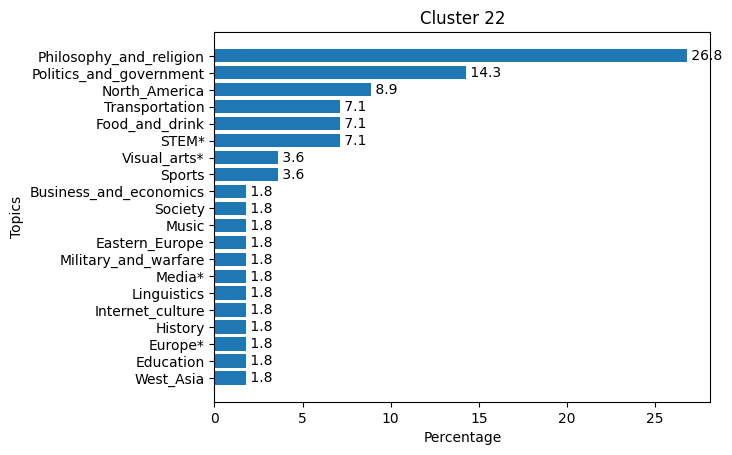 Cluster 22
Philosophy_and_religion 26.8
Politics_and_government 14.3
North_America 8.9
Transportation 7.1
Food_and_drink 7.1
STEM* 7.1
Visual_arts* 3.6
Sports 3.6
Business_and_economics 1.8
Society 1.8
Music 1.8
Eastern_Europe 1.8
Military_and_warfare 1.8
Media* 1.8
Linguistics 1.8
Internet_culture 1.8
History 1.8
Europe* 1.8
Education 1.8
West_Asia 1.8
Topics
0 5 10 15 20 25
Percentage